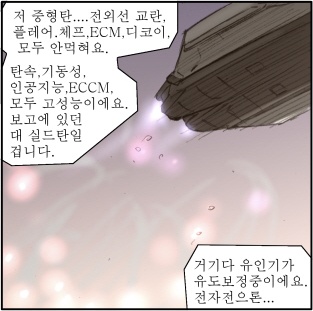 저 중형탄....전외선 교란,
플레어.체프,ECM,디코이,
모두 안먹혀요.
탄속,기동성,
인공지능,ECCM,
모두 고성능이에요.
보고에 있던
대 실드탄일
겁니다.
거기다 유인기가
유도보정중이에요.
전자전으론...